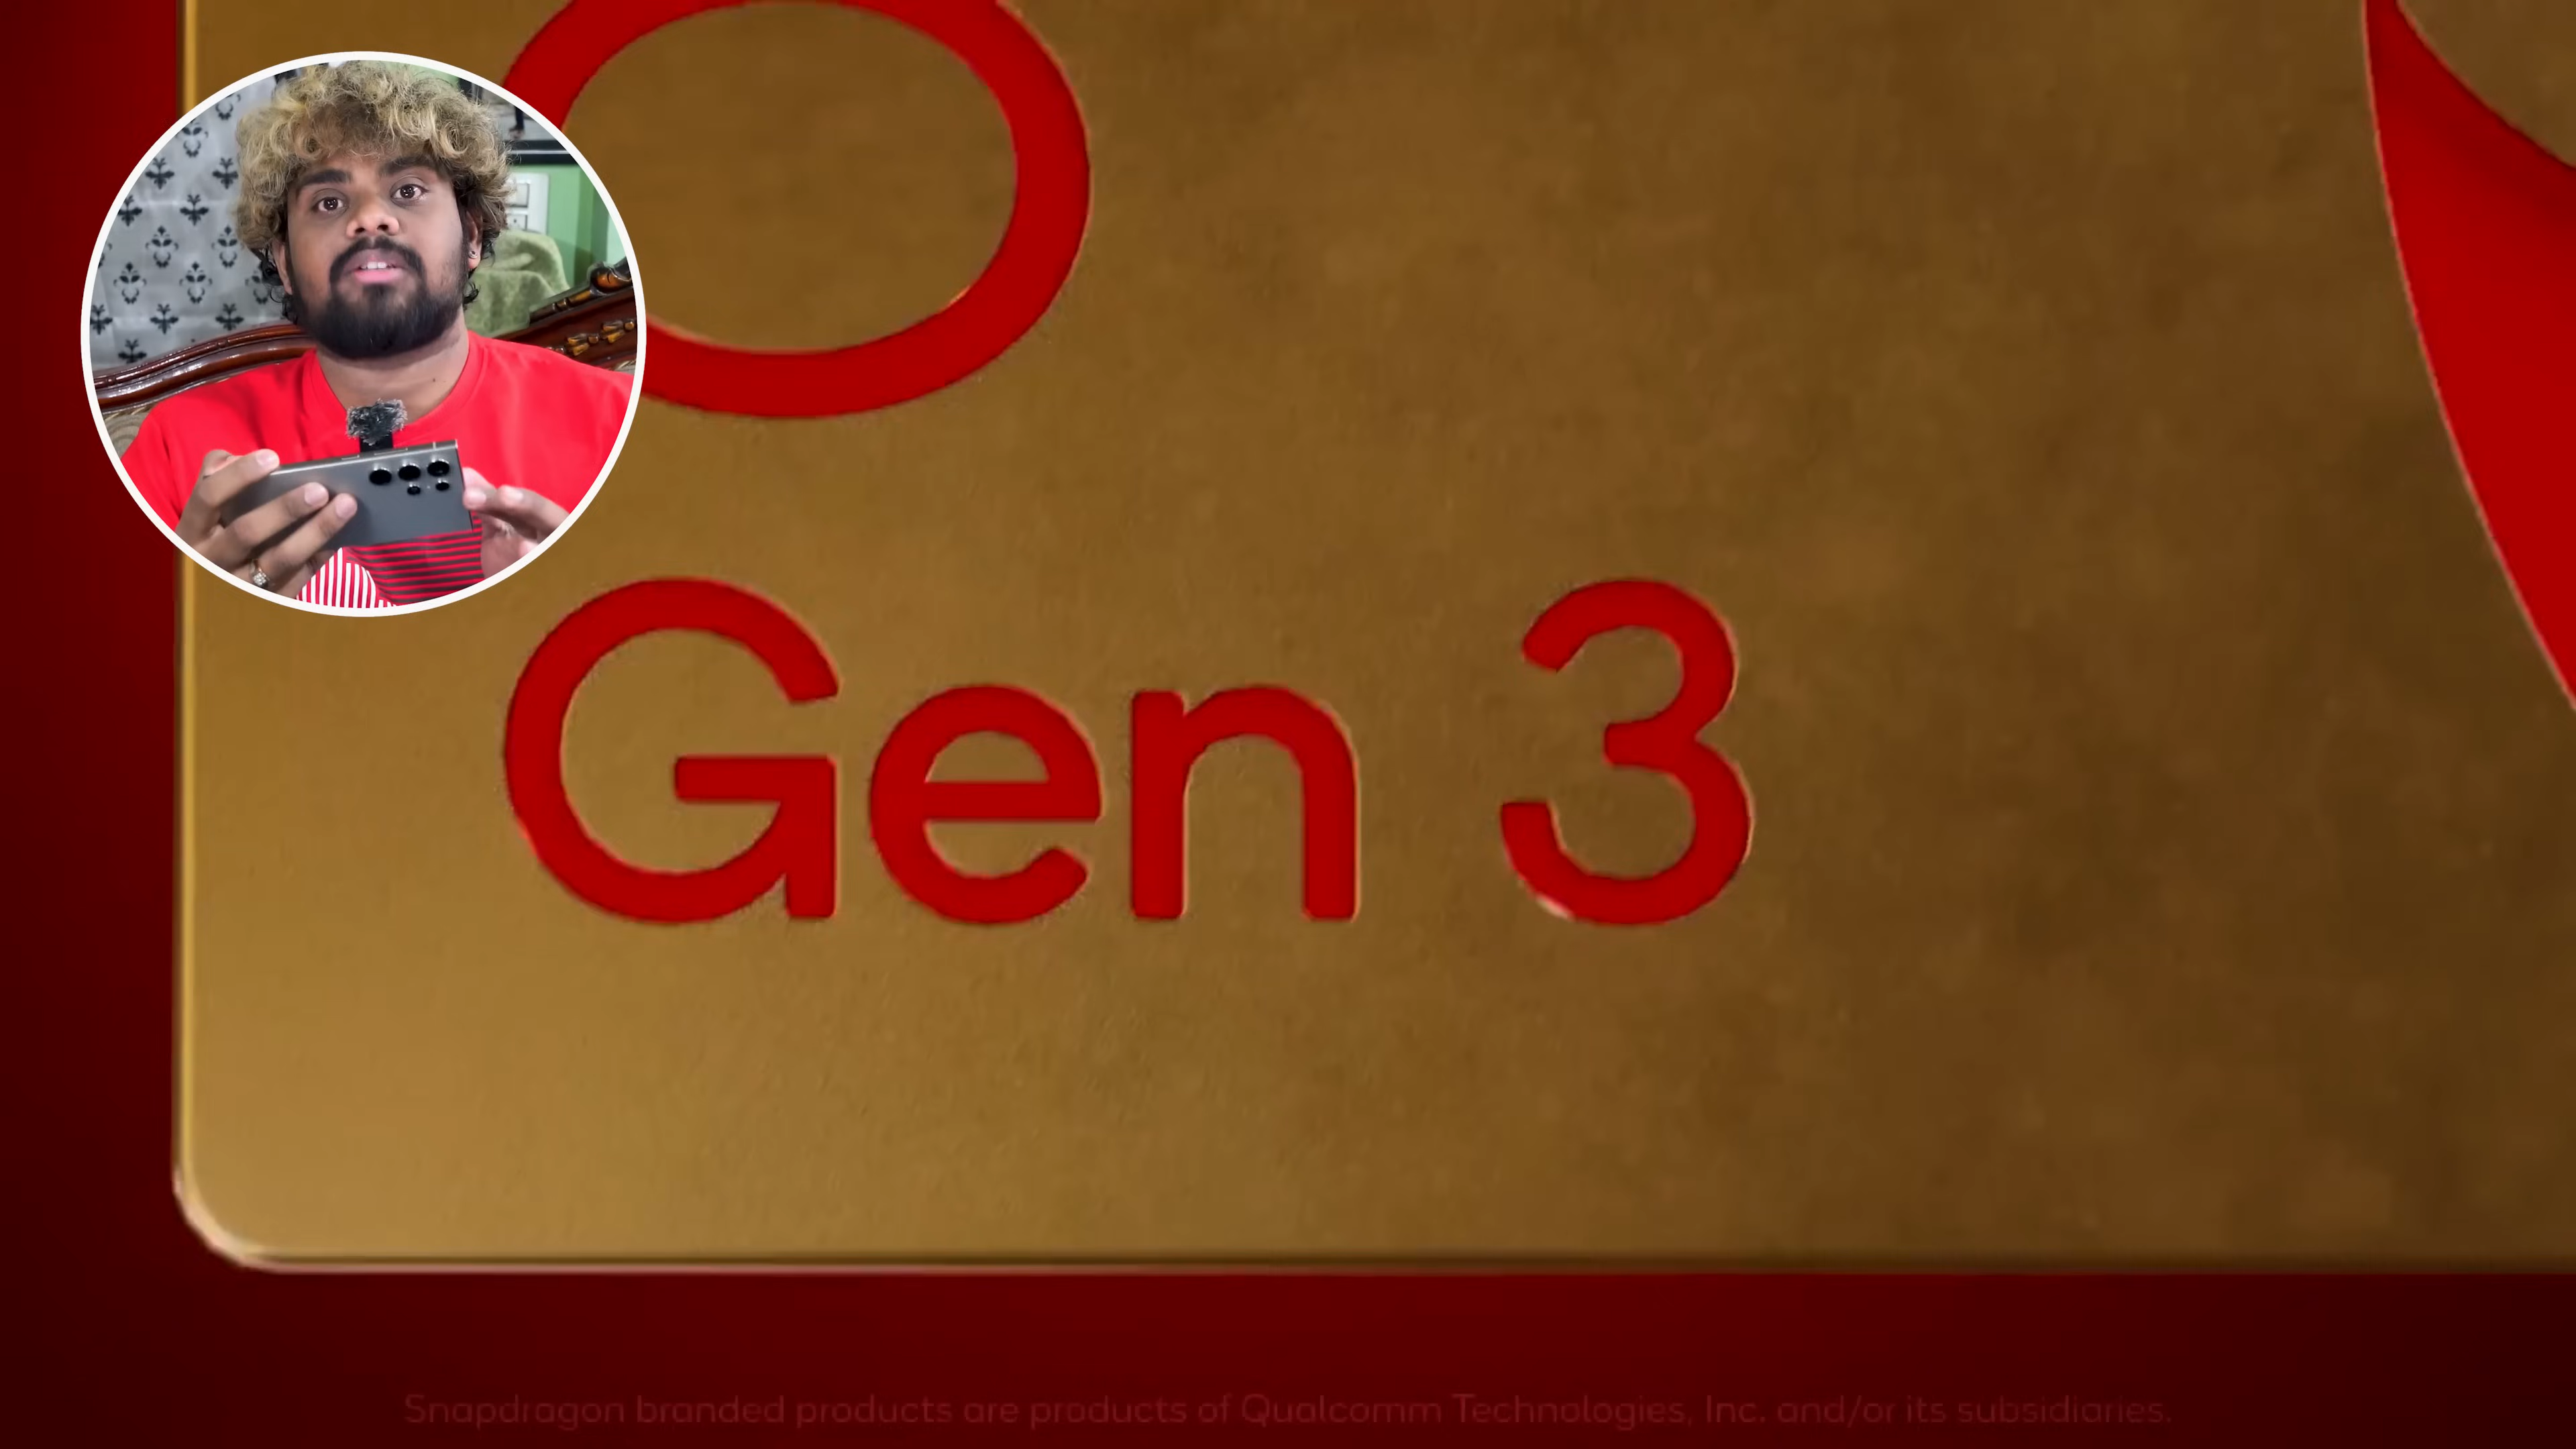 Gen 3
Snapdragon branded products are products of Qualcomm Technologies, Inc. and/or its subsidiaries.